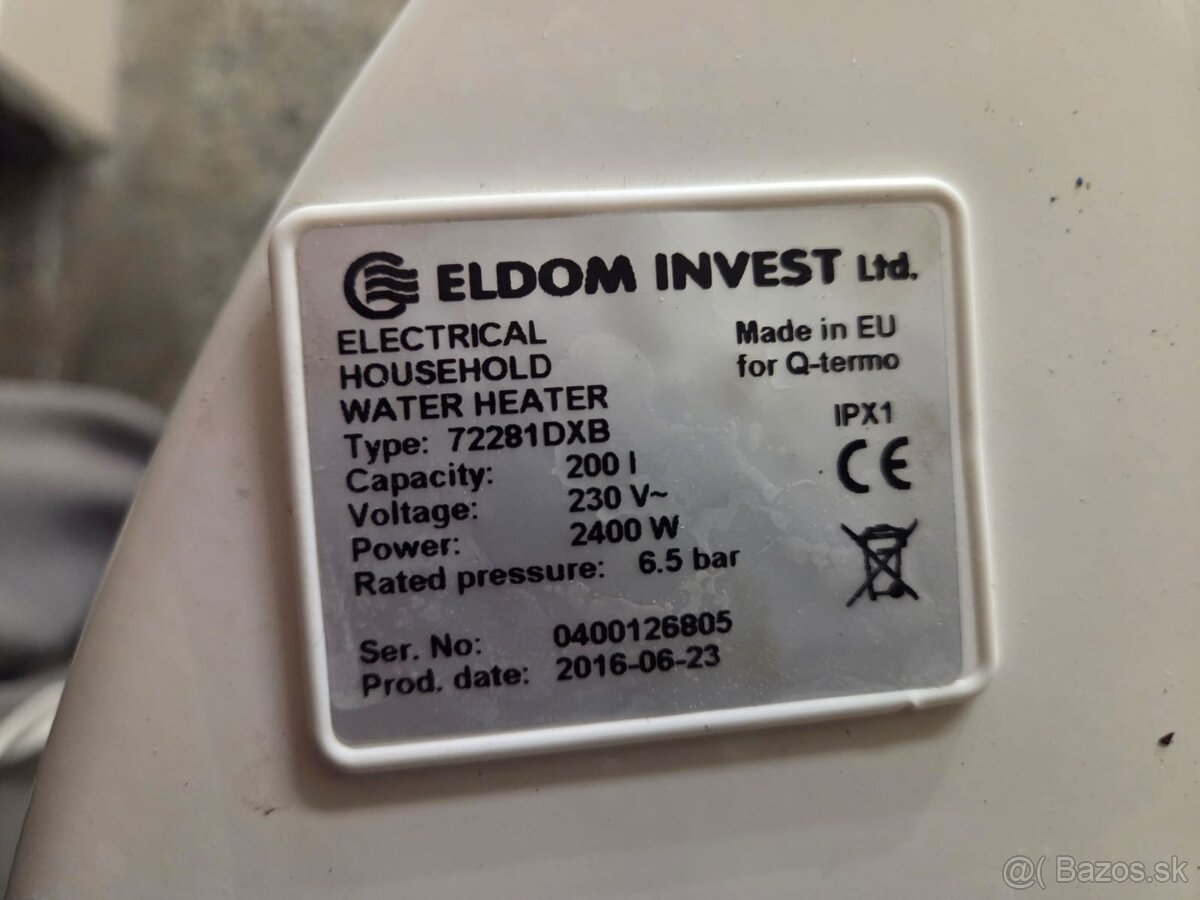 ELDOM INVEST Ltd.
ELECTRICAL
HOUSEHOLD
WATER HEATER
Made in EU
for Q-termo
IPX1
CE
Type: 72281DXB
Capacity: 200 l
Voltage: 230 V~
Power: 2400 W
Rated pressure: 6.5 bar
Ser. No: 0400126805
Prod. date: 2016-06-23
@( Bazos.sk